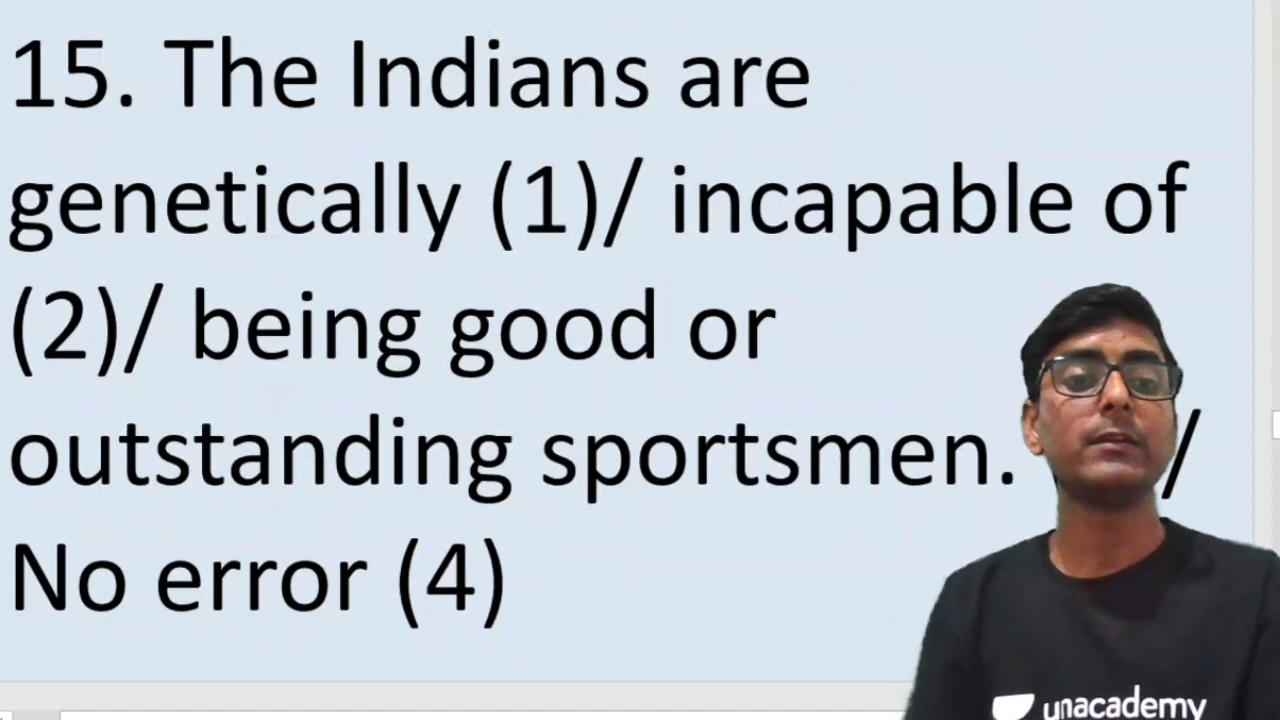 15. The Indians are
genetically (1)/ incapable of
(2)/ being good or
outstanding sportsmen. /
No error (4)
unacademy